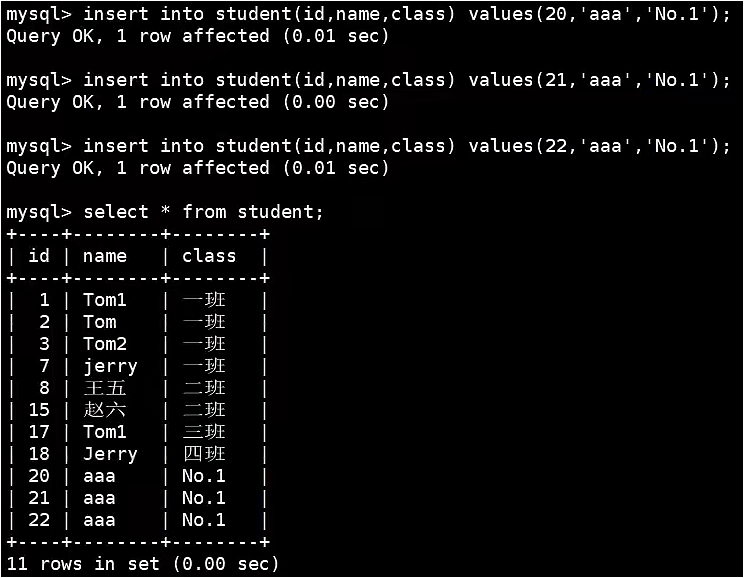 mysql> insert into student(id,name,class) values(20,'aaa','No.1');
Query OK, 1 row affected (0.01 sec)
mysql> insert into student(id,name,class) values(21,'aaa','No.1');
Query OK, 1 row affected (0.00 sec)
mysql> insert into student(id,name,class) values(22,'aaa','No.1');
Query OK, 1 row affected (0.01 sec)
mysql> select * from student;
+----+--------+--------+
| id | name   | class  |
+----+--------+--------+
|  1 | Tom1   | 一班   |
|  2 | Tom    | 一班   |
|  3 | Tom2   | 一班   |
|  7 | jerry  | 一班   |
|  8 | 王五   | 二班   |
| 15 | 赵六   | 二班   |
| 17 | Tom1   | 三班   |
| 18 | Jerry  | 四班   |
| 20 | aaa    | No.1   |
| 21 | aaa    | No.1   |
| 22 | aaa    | No.1   |
+----+--------+--------+
11 rows in set (0.00 sec)